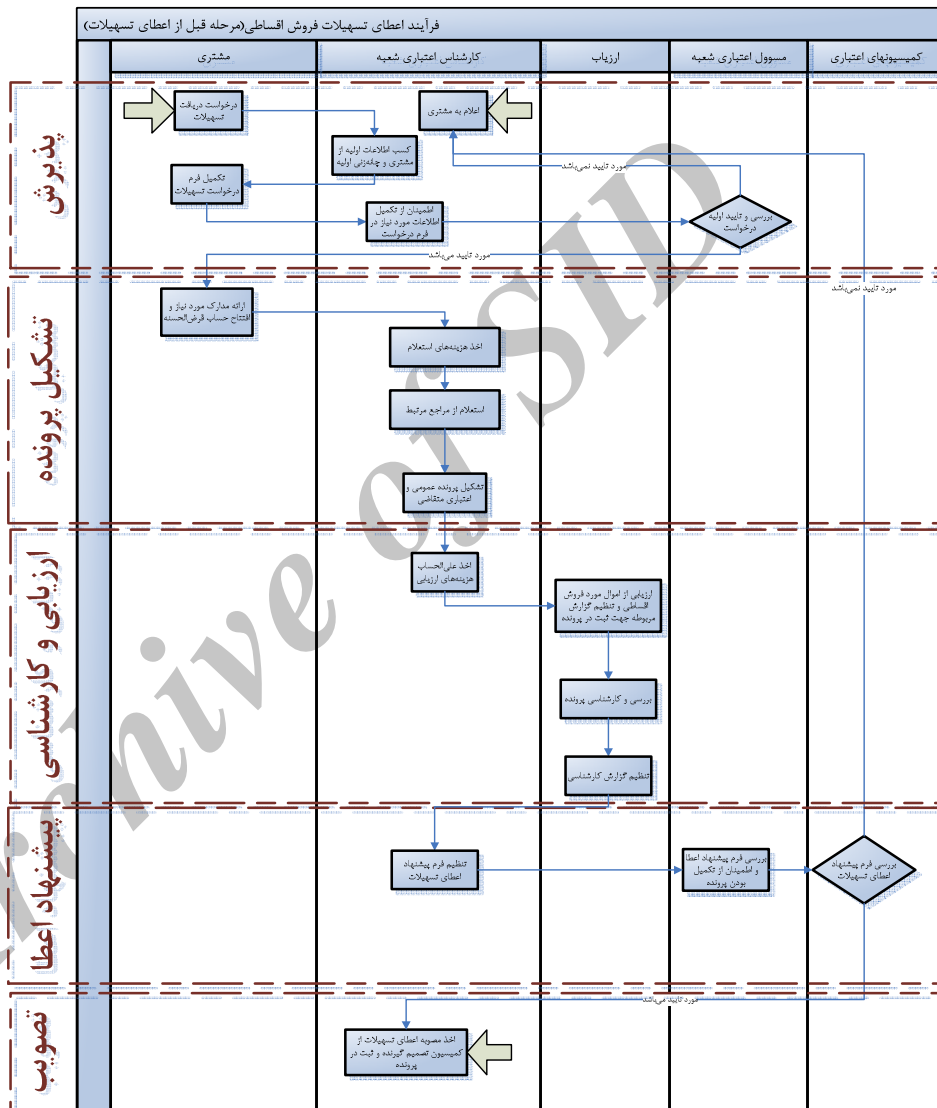 فرآیند اعطای تسهیلات فروش اقساطی(مرحله قبل از اعطای تسهیلات)
مشتری
کارشناس اعتباری شعبه
ارزیاب
مسوول اعتباری شعبه
کمیسیونهای اعتباری
پذیرش
درخواست دریافت
تسهیلات
اعلام به مشتری
کسب اطلاعات اولیه از
مشتری و چانه‌زنی اولیه
مورد تایید نمی‌باشد
تکمیل فرم
درخواست تسهیلات
اطمینان از تکمیل
اطلاعات مورد نیاز در
فرم درخواست
بررسی و تایید اولیه
درخواست
مورد تایید می‌باشد
مورد تایید نمی‌باشد
تشکیل پرونده
ارائه مدارک مورد نیاز و
افتتاح حساب قرض‌الحسنه
اخذ هزینه‌های استعلام
استعلام از مراجع مرتبط
تشکیل پرونده عمومی و
اعتباری متقاضی
ارزیابی و کارشناسی
اخذ علی‌الحساب
هزینه‌های ارزیابی
ارزیابی از اموال مورد فروش
اقساطی و تنظیم گزارش
مربوطه جهت ثبت در پرونده
بررسی و کارشناسی پرونده
تنظیم گزارش کارشناسی
پیشنهاد اعطا
تنظیم فرم پیشنهاد
اعطای تسهیلات
بررسی فرم پیشنهاد اعطا
و اطمینان از تکمیل
بودن پرونده
بررسی فرم پیشنهاد
اعطای تسهیلات
مورد تایید می‌باشد
تصویب
اخذ مصوبه اعطای تسهیلات از
کمیسیون تصمیم گیرنده و ثبت در
پرونده
Archive of SID